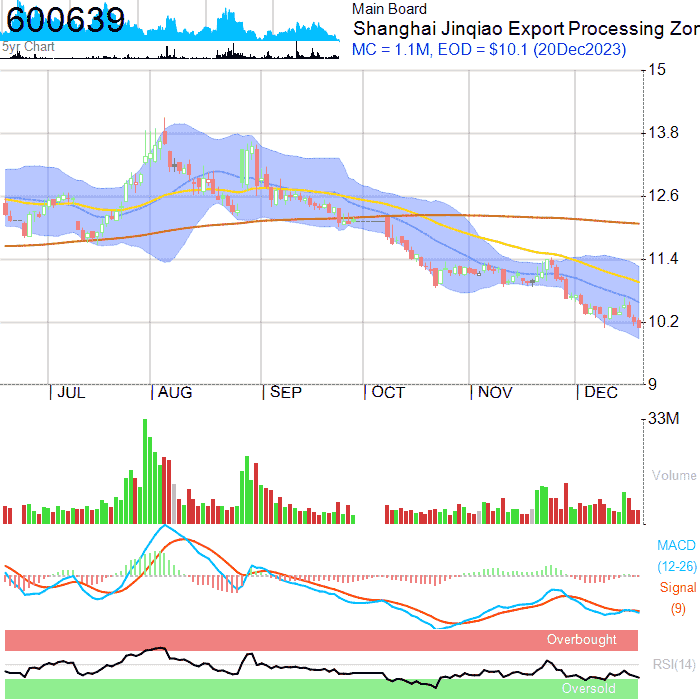 600639
5yr Chart
Main Board
Shanghai Jinqiao Export Processing Zon
MC = 1.1M, EOD = $10.1 (20Dec2023)
15
13.8
12.6
11.4
10.2
9
JUL AUG SEP OCT NOV DEC
33M
Volume
MACD
(12-26)
Signal
(9)
Overbought
RSI(14)
Oversold